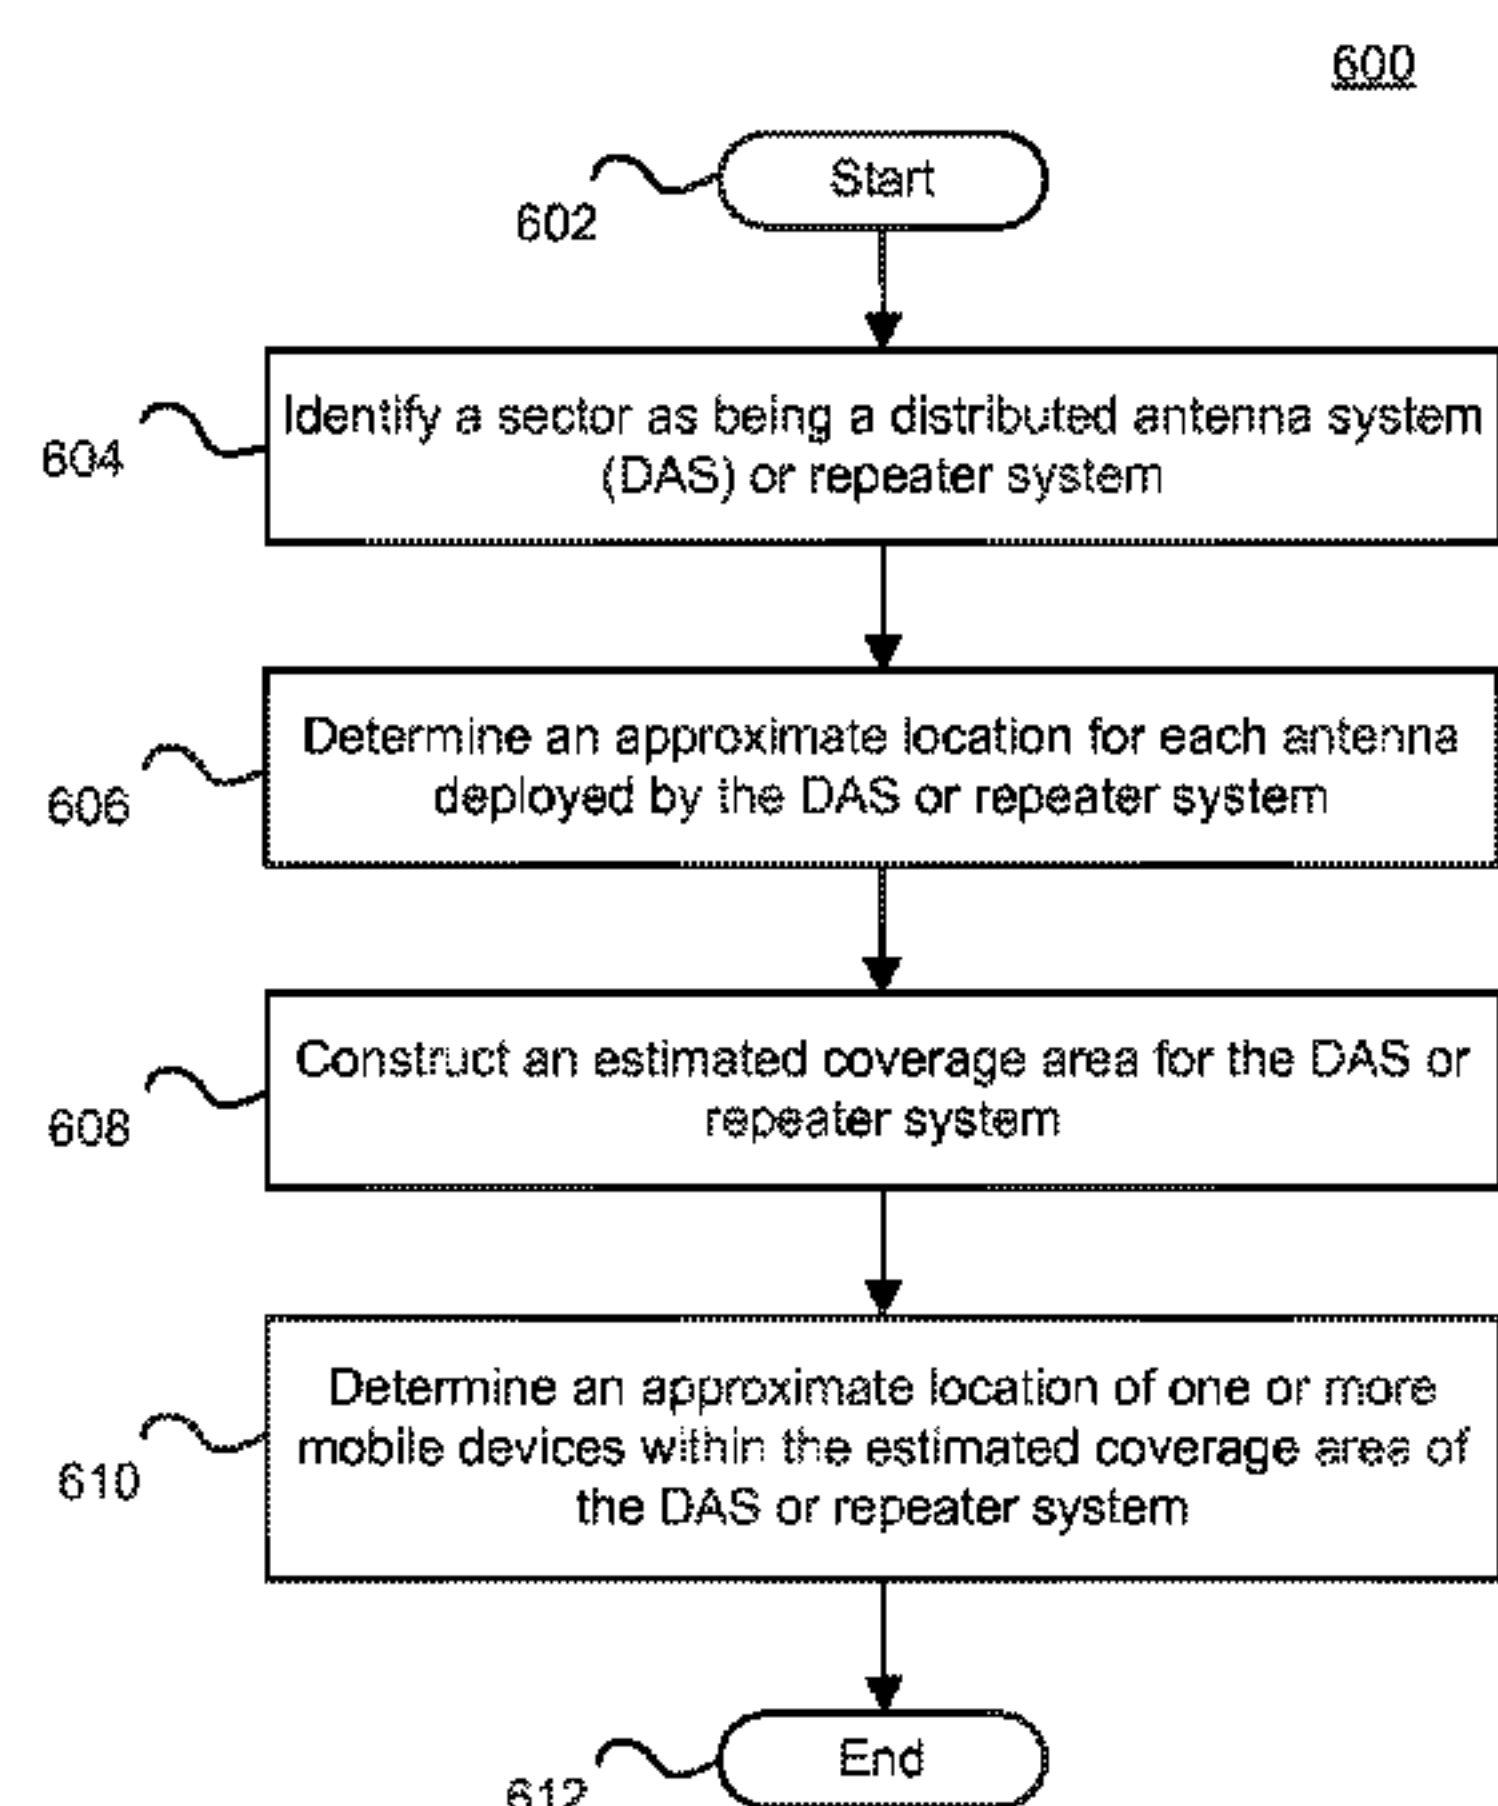 600
Start
602
Identify a sector as being a distributed antenna system
(DAS) or repeater system
604
Determine an approximate location for each antenna
deployed by the DAS or repeater system
606
Construct an estimated coverage area for the DAS or
repeater system
608
Determine an approximate location of one or more
mobile devices within the estimated coverage area of
the DAS or repeater system
610
End
612